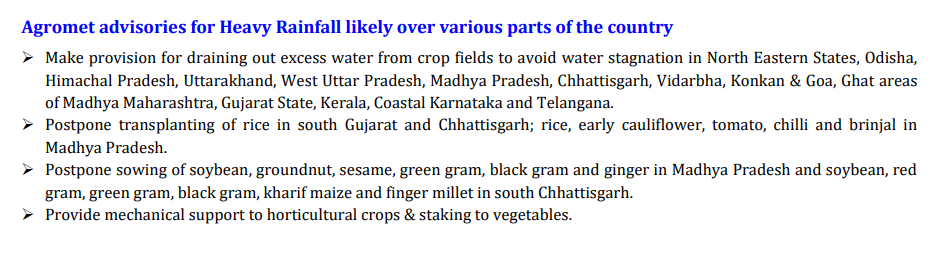 Agromet advisories for Heavy Rainfall likely over various parts of the country
➢ Make provision for draining out excess water from crop fields to avoid water stagnation in North Eastern States, Odisha,
Himachal Pradesh, Uttarakhand, West Uttar Pradesh, Madhya Pradesh, Chhattisgarh, Vidarbha, Konkan & Goa, Ghat areas
of Madhya Maharashtra, Gujarat State, Kerala, Coastal Karnataka and Telangana.
➢ Postpone transplanting of rice in south Gujarat and Chhattisgarh; rice, early cauliflower, tomato, chilli and brinjal in
Madhya Pradesh.
➢ Postpone sowing of soybean, groundnut, sesame, green gram, black gram and ginger in Madhya Pradesh and soybean, red
gram, green gram, black gram, kharif maize and finger millet in south Chhattisgarh.
➢ Provide mechanical support to horticultural crops & staking to vegetables.